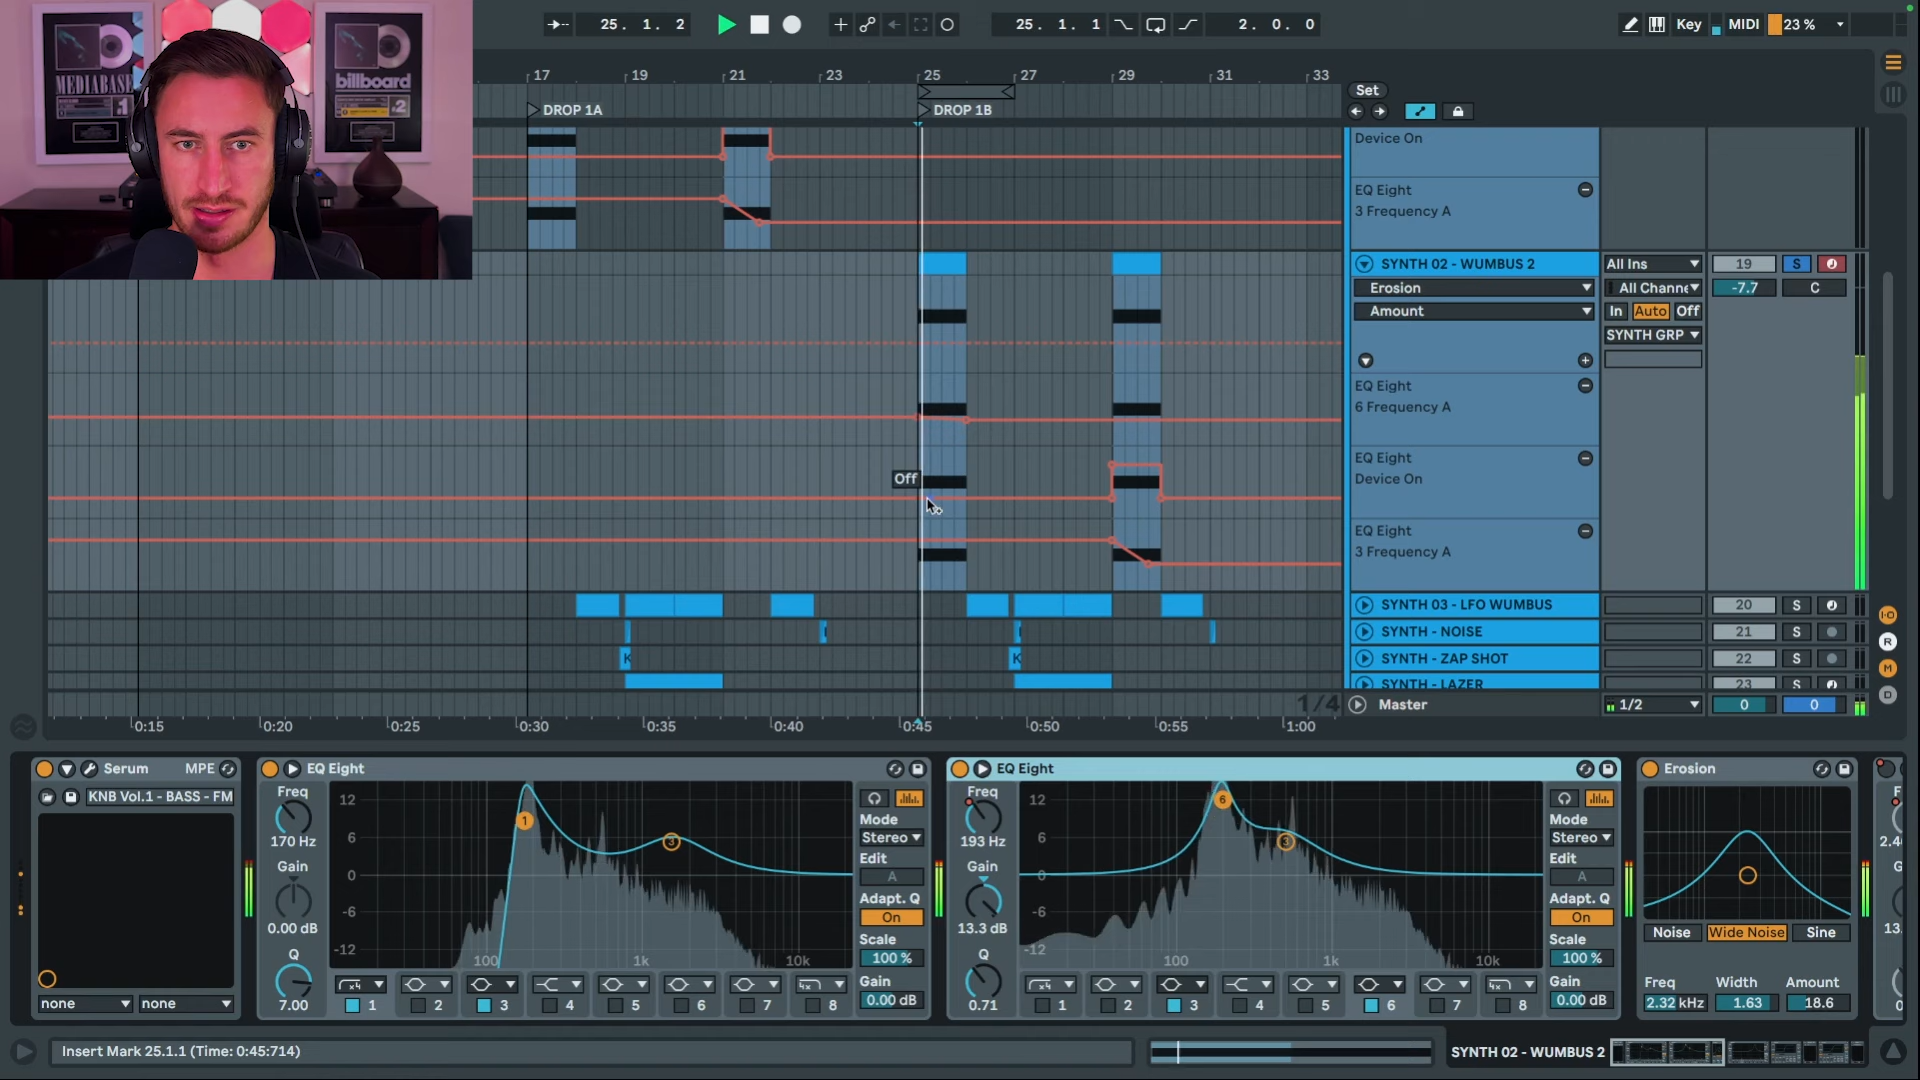 MEDIABASE
#1
billboard
#2
25. 1. 2
25. 1. 1
2. 0. 0
Key
MIDI
23 %
17
19
21
23
25
27
29
31
33
Set
DROP 1A
DROP 1B
Device On
EQ Eight
3 Frequency A
SYNTH 02 - WUMBUS 2
All Ins
19
S
Erosion
All Channe
-7.7
C
Amount
In
Auto
Off
SYNTH GRP
EQ Eight
6 Frequency A
EQ Eight
Device On
Off
EQ Eight
3 Frequency A
SYNTH 03 - LFO WUMBUS
20
S
SYNTH - NOISE
21
S
K
K
SYNTH - ZAP SHOT
22
S
SYNTH - LAZER
23
S
1/4
Master
1/2
0
0
I·O
R
M
D
0:15
0:20
0:25
0:30
0:35
0:40
0:45
0:50
0:55
1:00
Serum
MPE
KNB Vol.1 - BASS - FM
none
none
EQ Eight
Freq
170 Hz
Gain
0.00 dB
Q
7.00
12
6
0
-6
-12
100
1k
10k
1
3
Mode
Stereo
Edit
A
Adapt. Q
On
Scale
100 %
Gain
0.00 dB
x4
x4
1
2
3
4
5
6
7
8
EQ Eight
Freq
193 Hz
Gain
13.3 dB
Q
0.71
12
6
0
-6
-12
100
1k
10k
6
3
Mode
Stereo
Edit
A
Adapt. Q
On
Scale
100 %
Gain
0.00 dB
x4
x4
1
2
3
4
5
6
7
8
Erosion
Noise
Wide Noise
Sine
Freq
Width
Amount
2.32 kHz
1.63
18.6
Insert Mark 25.1.1 (Time: 0:45:714)
SYNTH 02 - WUMBUS 2